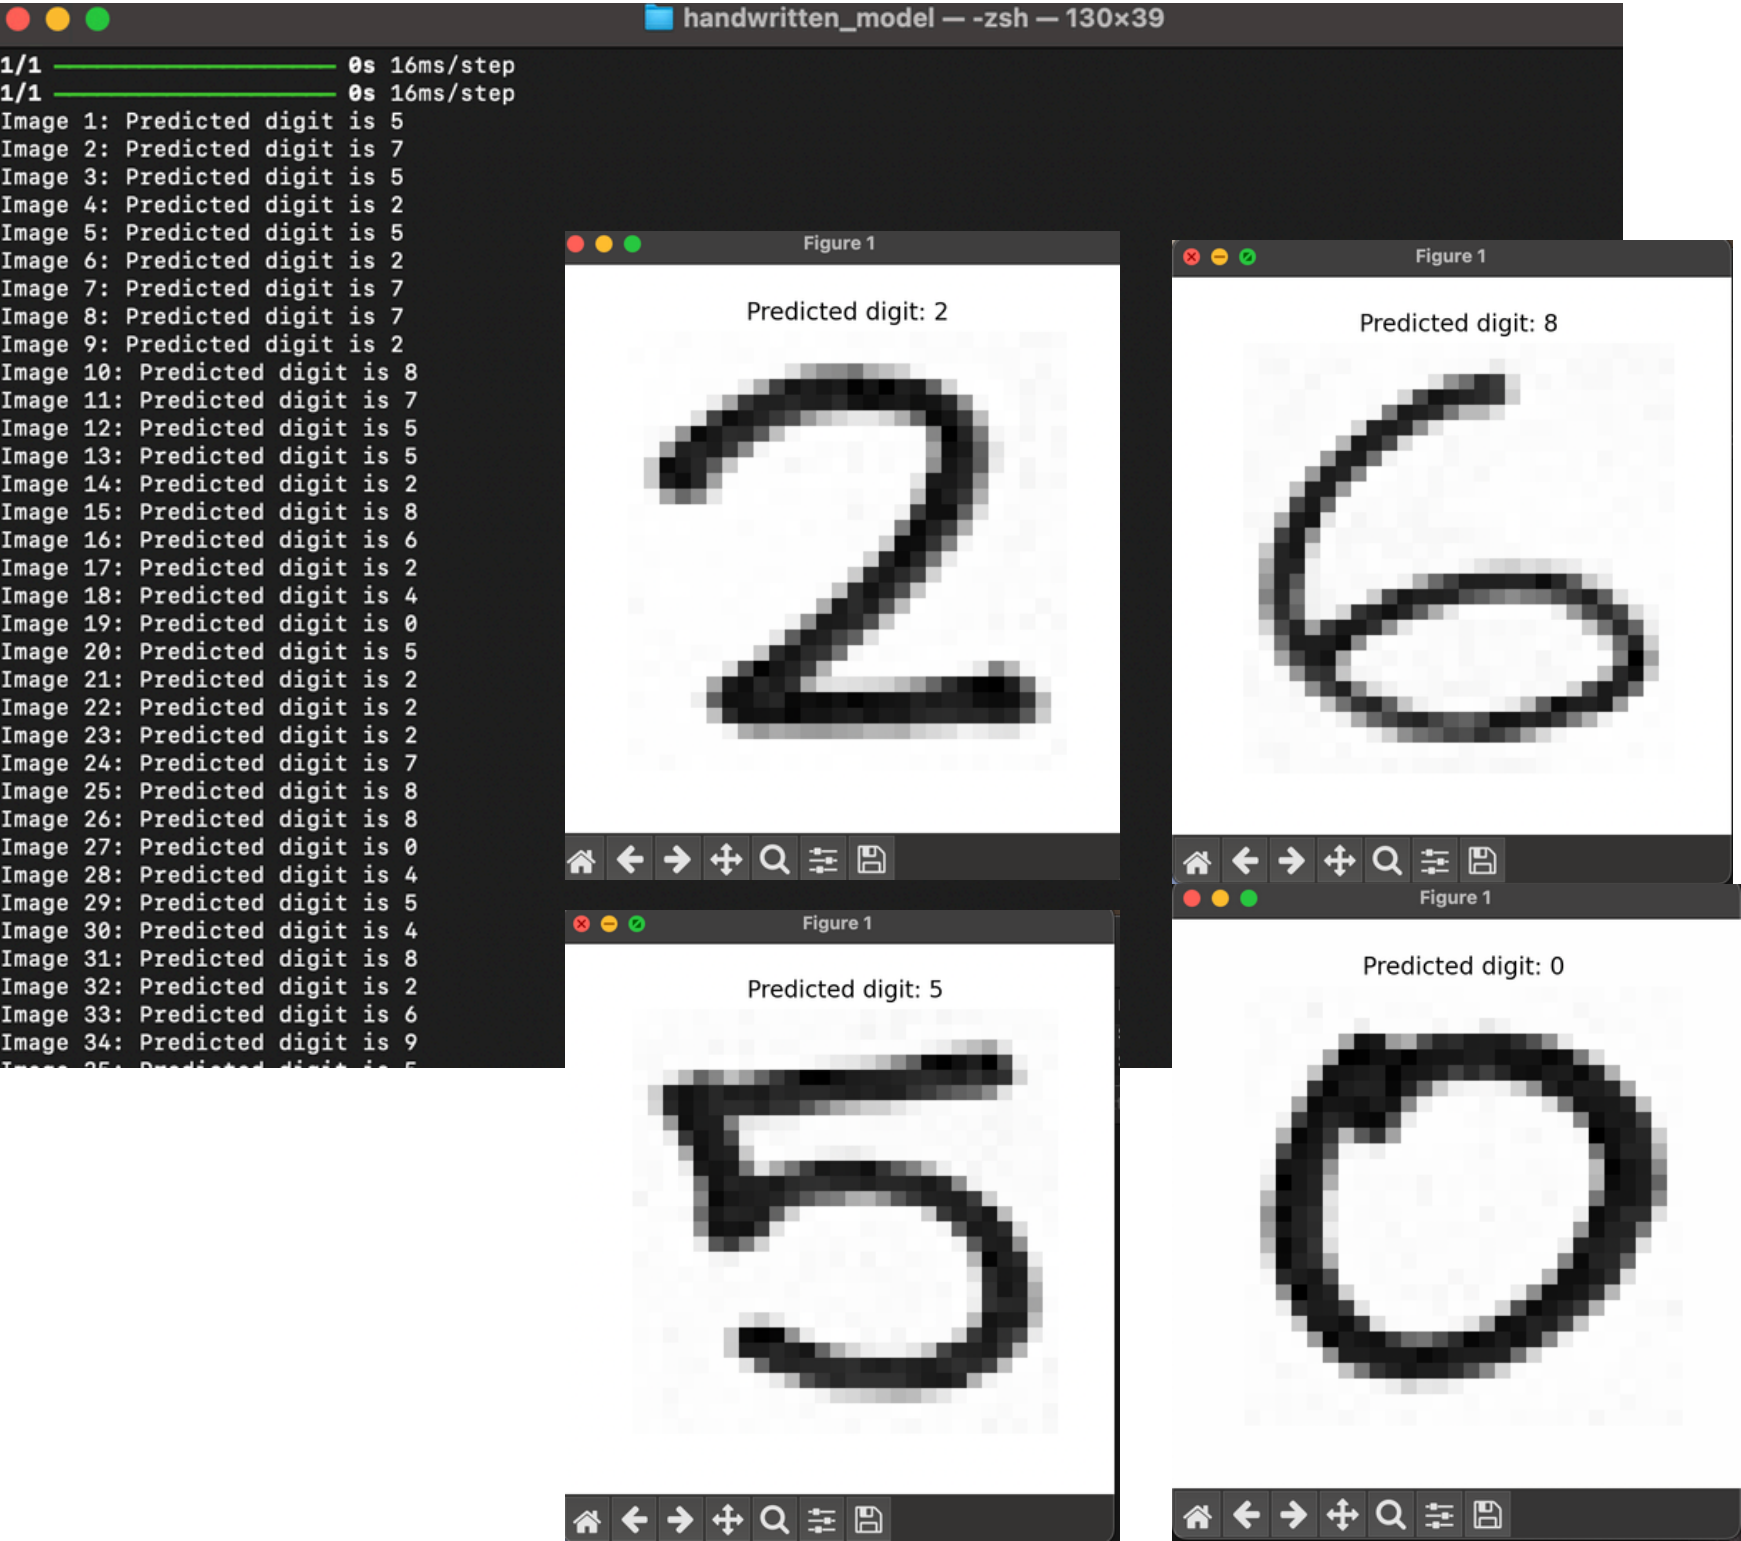 handwritten_model — -zsh — 130×39
1/1 0s 16ms/step
1/1 0s 16ms/step
Image 1: Predicted digit is 5
Image 2: Predicted digit is 7
Image 3: Predicted digit is 5
Image 4: Predicted digit is 2
Image 5: Predicted digit is 5
Image 6: Predicted digit is 2
Image 7: Predicted digit is 7
Image 8: Predicted digit is 7
Image 9: Predicted digit is 2
Image 10: Predicted digit is 8
Image 11: Predicted digit is 7
Image 12: Predicted digit is 5
Image 13: Predicted digit is 5
Image 14: Predicted digit is 2
Image 15: Predicted digit is 8
Image 16: Predicted digit is 6
Image 17: Predicted digit is 2
Image 18: Predicted digit is 4
Image 19: Predicted digit is 0
Image 20: Predicted digit is 5
Image 21: Predicted digit is 2
Image 22: Predicted digit is 2
Image 23: Predicted digit is 2
Image 24: Predicted digit is 7
Image 25: Predicted digit is 8
Image 26: Predicted digit is 8
Image 27: Predicted digit is 0
Image 28: Predicted digit is 4
Image 29: Predicted digit is 5
Image 30: Predicted digit is 4
Image 31: Predicted digit is 8
Image 32: Predicted digit is 2
Image 33: Predicted digit is 6
Image 34: Predicted digit is 9
Figure 1
Predicted digit: 2
2
Figure 1
Predicted digit: 8
6
Figure 1
Predicted digit: 5
5
Figure 1
Predicted digit: 0
0